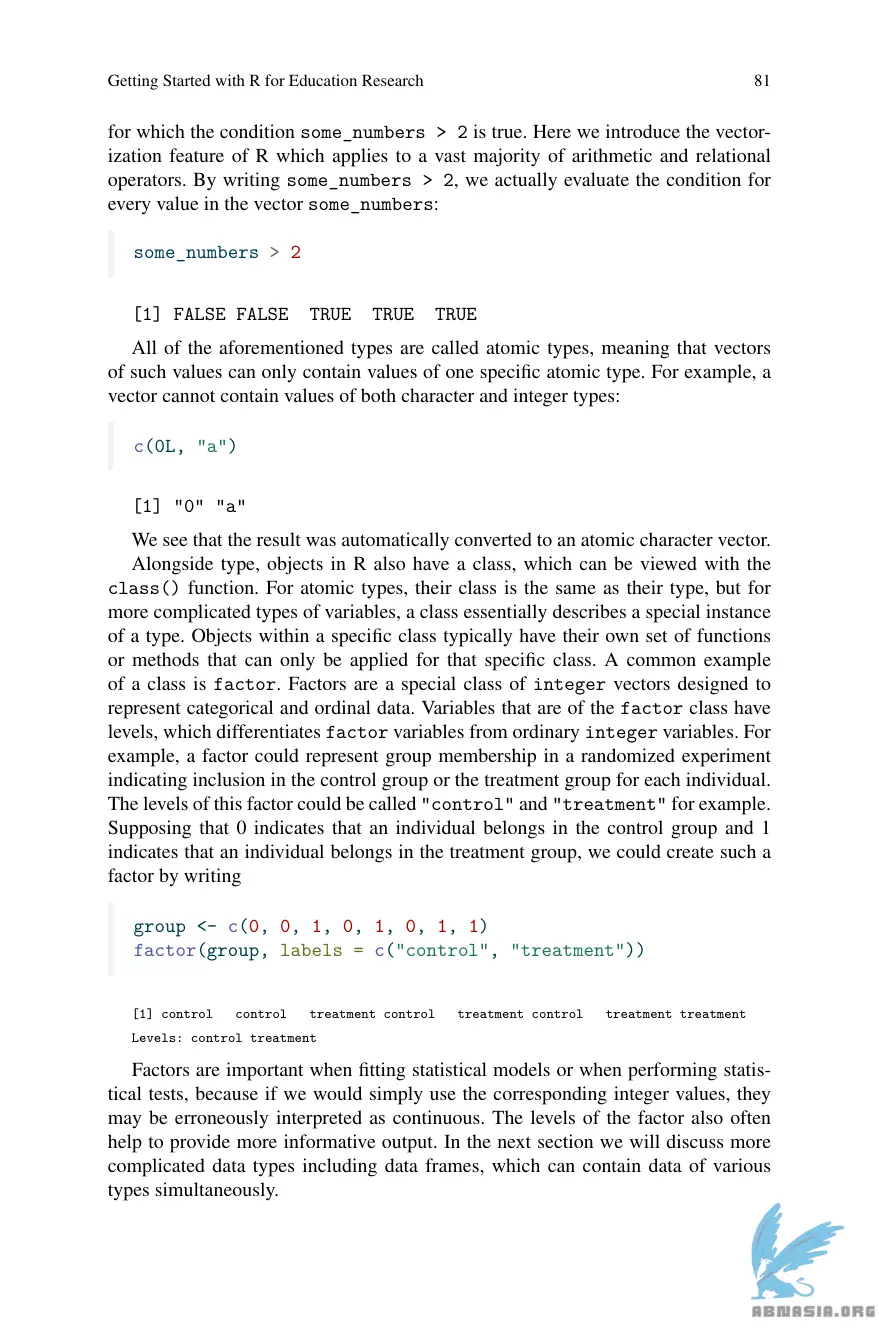 Getting Started with R for Education Research 81
for which the condition some_numbers > 2 is true. Here we introduce the vector-
ization feature of R which applies to a vast majority of arithmetic and relational
operators. By writing some_numbers > 2, we actually evaluate the condition for
every value in the vector some_numbers:
some_numbers > 2
[1] FALSE FALSE  TRUE  TRUE  TRUE
All of the aforementioned types are called atomic types, meaning that vectors
of such values can only contain values of one specific atomic type. For example, a
vector cannot contain values of both character and integer types:
c(0L, "a")
[1] "0" "a"
We see that the result was automatically converted to an atomic character vector.
Alongside type, objects in R also have a class, which can be viewed with the
class() function. For atomic types, their class is the same as their type, but for
more complicated types of variables, a class essentially describes a special instance
of a type. Objects within a specific class typically have their own set of functions
or methods that can only be applied for that specific class. A common example
of a class is factor. Factors are a special class of integer vectors designed to
represent categorical and ordinal data. Variables that are of the factor class have
levels, which differentiates factor variables from ordinary integer variables. For
example, a factor could represent group membership in a randomized experiment
indicating inclusion in the control group or the treatment group for each individual.
The levels of this factor could be called "control" and "treatment" for example.
Supposing that 0 indicates that an individual belongs in the control group and 1
indicates that an individual belongs in the treatment group, we could create such a
factor by writing
group <- c(0, 0, 1, 0, 1, 0, 1, 1)
factor(group, labels = c("control", "treatment"))
[1] control   control   treatment control   treatment control   treatment treatment
Levels: control treatment
Factors are important when fitting statistical models or when performing statis-
tical tests, because if we would simply use the corresponding integer values, they
may be erroneously interpreted as continuous. The levels of the factor also often
help to provide more informative output. In the next section we will discuss more
complicated data types including data frames, which can contain data of various
types simultaneously.
ABNASIA.ORG